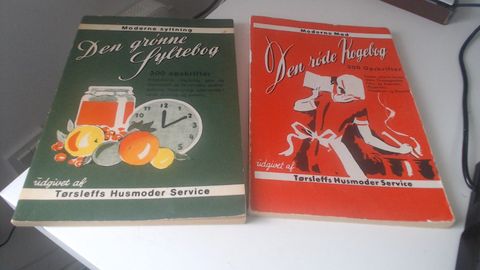 Moderne syltning
Den grønne
Syltebog
300 opskrifter
udgivet af
Tørsleffs Husmoder Service
Moderne Mad
Den røde Kogebog
300 Opskrifter
udgivet af
Tørsleffs Husmoder Service